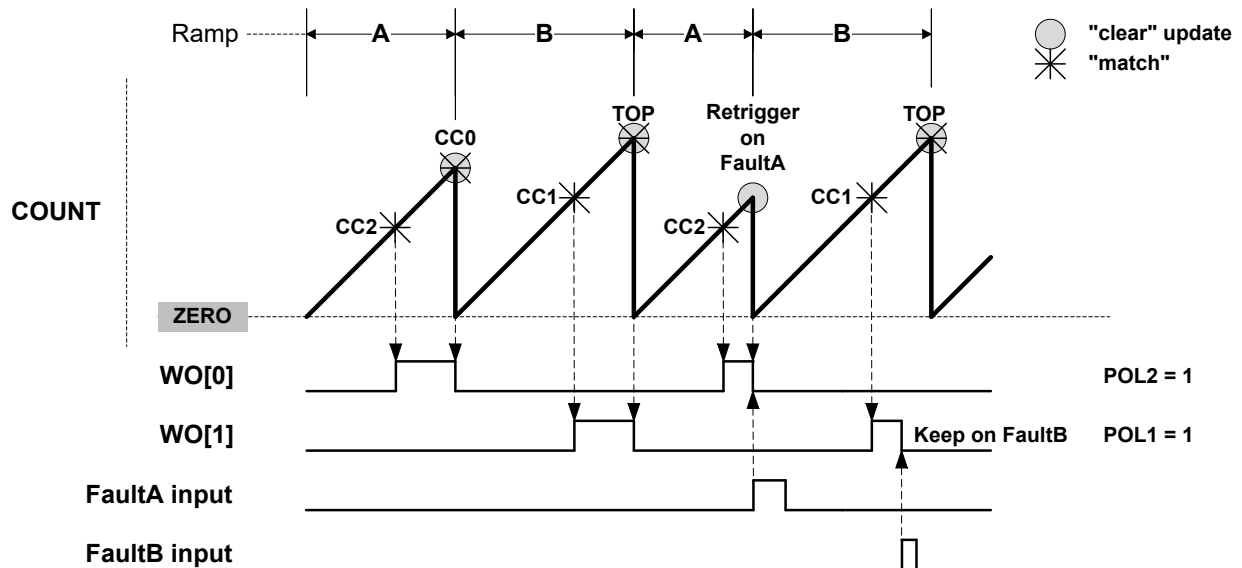 Ramp A B A B
"clear" update
"match"
CC0
TOP
Retrigger
on
FaultA
TOP
COUNT
CC2
CC1
CC2
CC1
ZERO
WO[0]
POL2 = 1
WO[1]
Keep on FaultB
POL1 = 1
FaultA input
FaultB input